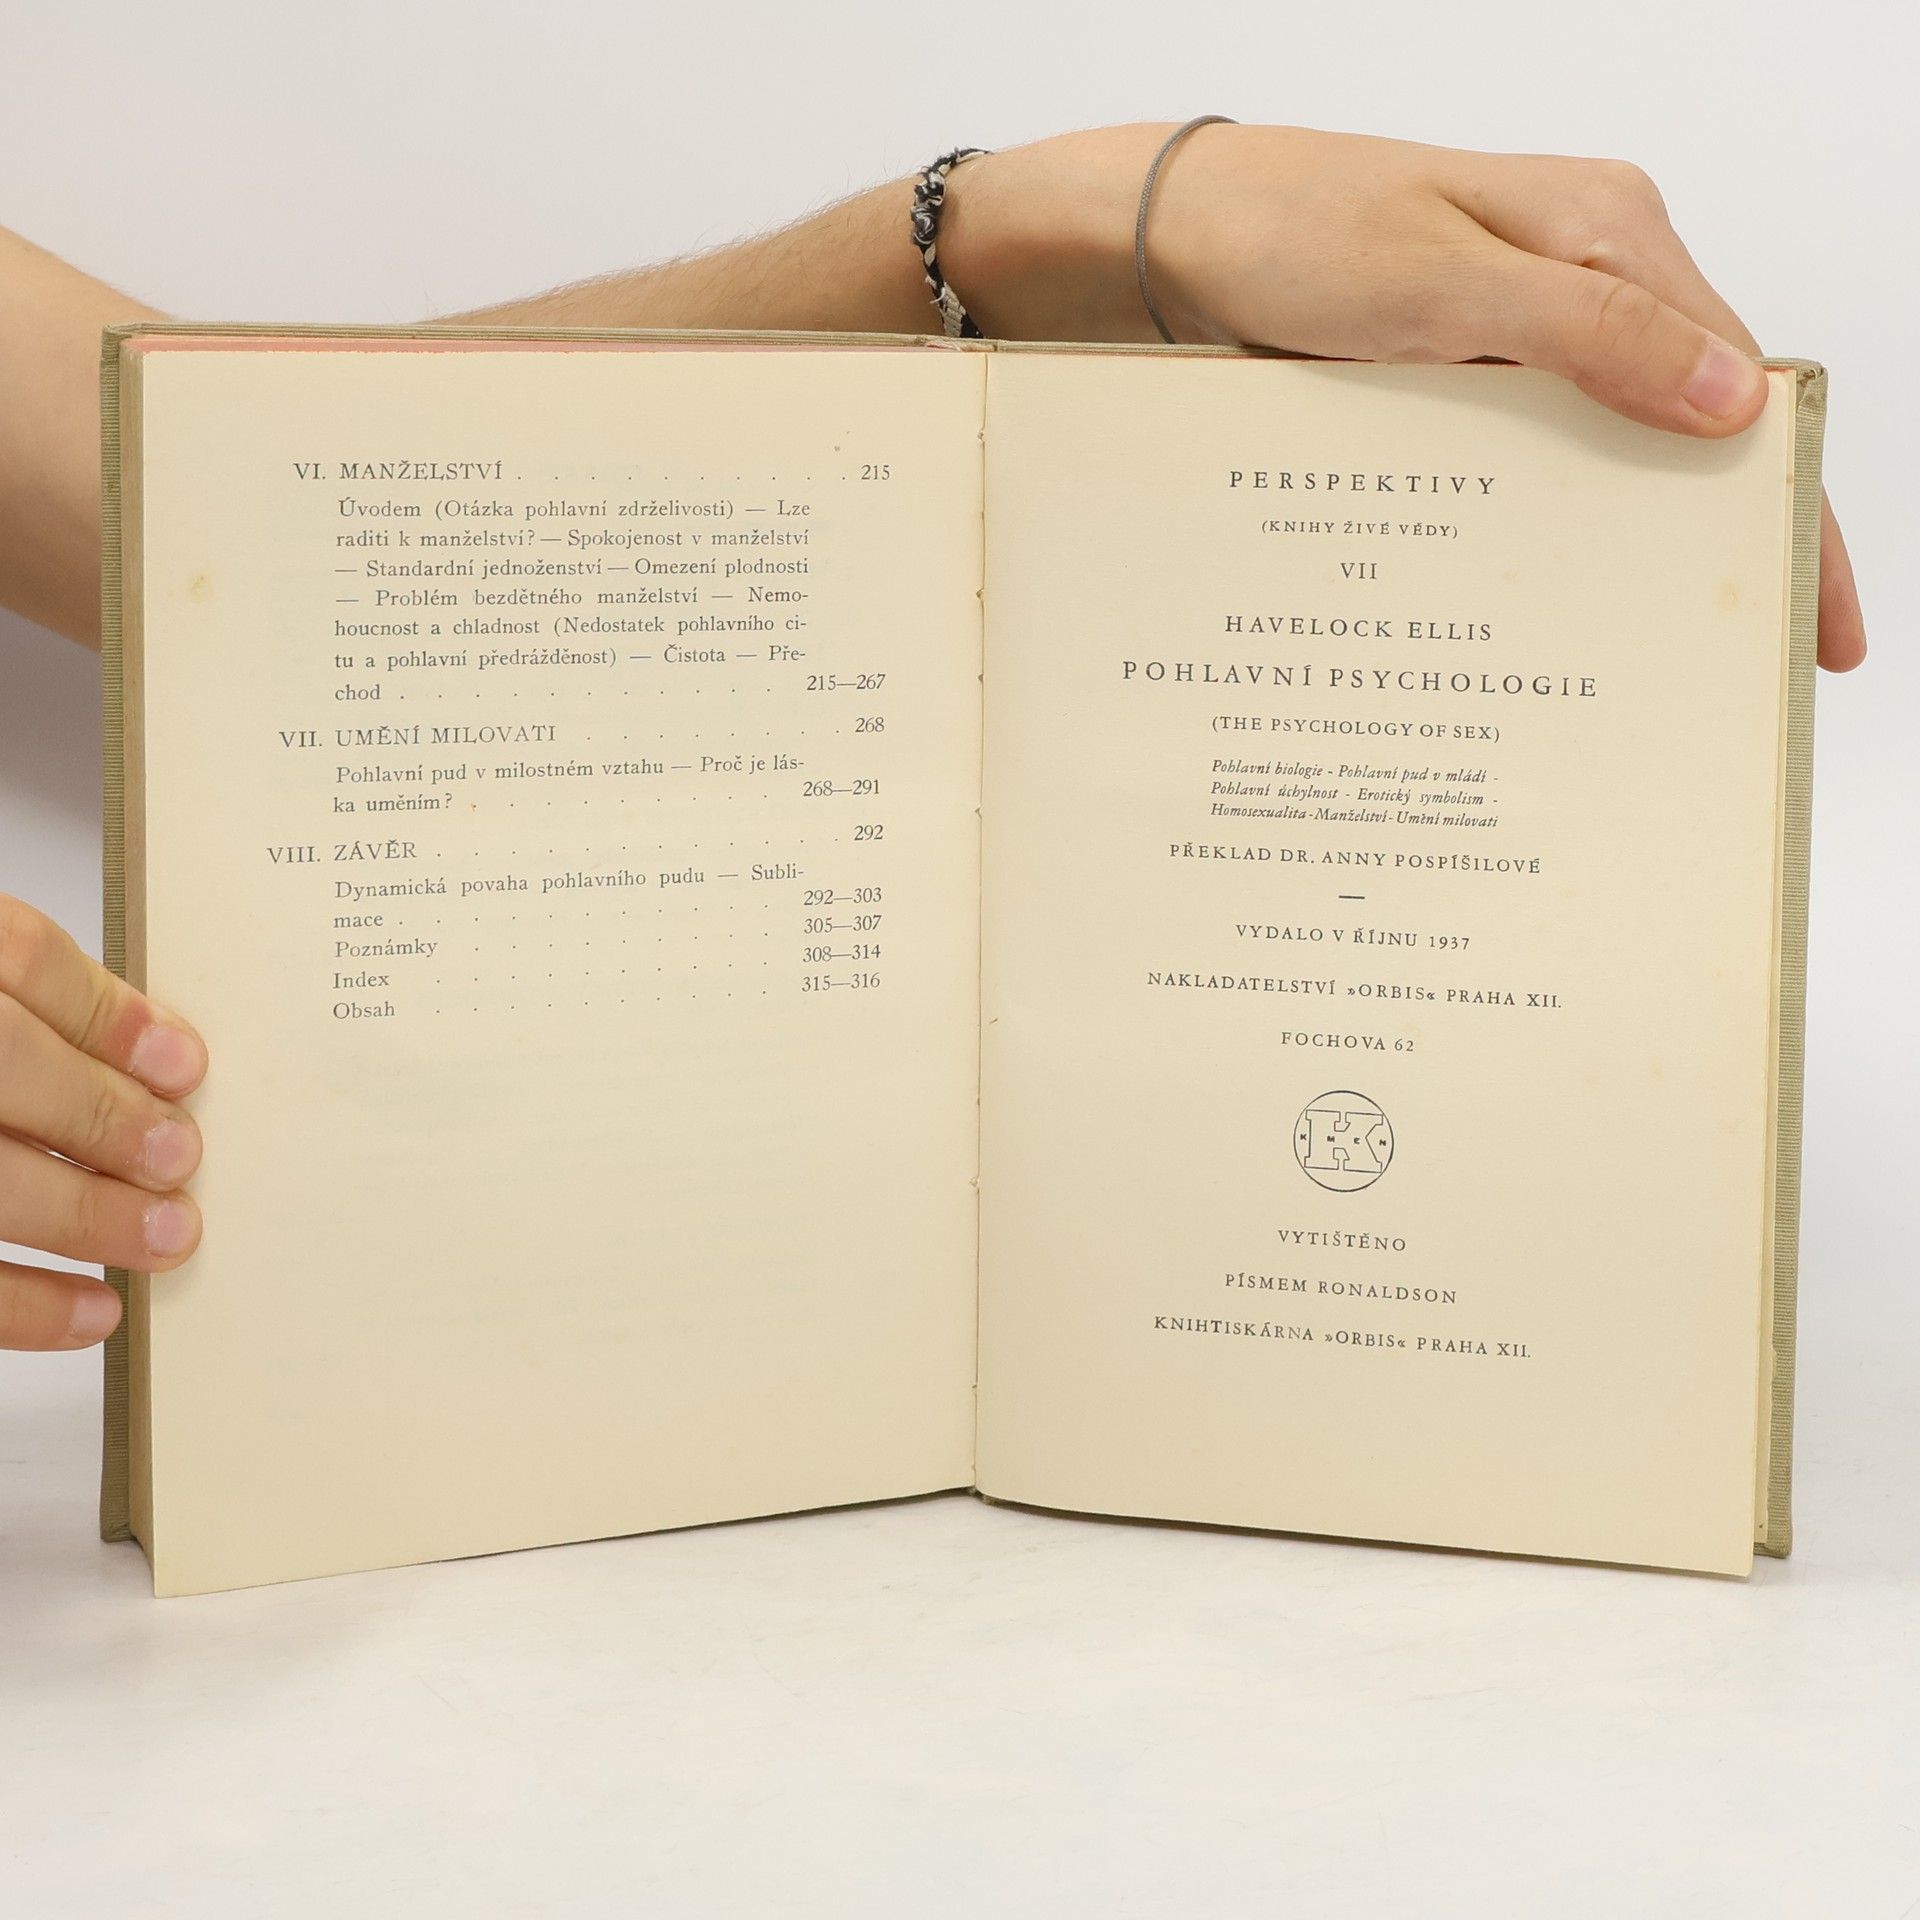 VI. MANŽELSTVÍ . . . . . . . . . . 215
Úvodem (Otázka pohlavní zdrželivosti) — Lze
raditi k manželství? — Spokojenost v manželství
— Standardní jednoženství — Omezení plodnosti
— Problém bezdětného manželství — Nemo-
houcnost a chladnost (Nedostatek pohlavního ci-
tu a pohlavní předrážděnost) — Čistota — Pře-
chod . . . . . . . . . . . 215—267
VII. UMĚNÍ MILOVATI . . . . . . . . 268
Pohlavní pud v milostném vztahu — Proč je lás-
ka uměním? . . . . . . . . . 268—291
VIII. ZÁVĚR . . . . . . . . . . . . 292
Dynamická povaha pohlavního pudu — Subli-
mace . . . . . . . . . . . 292—303
Poznámky . . . . . . . . . 305—307
Index . . . . . . . . . . 308—314
Obsah . . . . . . . . . . 315—316
PERSPEKTIVY
(KNIHY ŽIVÉ VĚDY)
VII
HAVELOCK ELLIS
POHLAVNÍ PSYCHOLOGIE
(THE PSYCHOLOGY OF SEX)
Pohlavní biologie - Pohlavní pud v mládí -
Pohlavní úchylnost - Erotický symbolism -
Homosexualita - Manželství - Umění milovati
PŘEKLAD DR. ANNY POSPÍŠILOVÉ
—
VYDALO V ŘÍJNU 1937
NAKLADATELSTVÍ »ORBIS« PRAHA XII.
FOCHOVA 62
K M E N
VYTIŠTĚNO
PÍSMEM RONALDSON
KNIHTISKÁRNA »ORBIS« PRAHA XII.